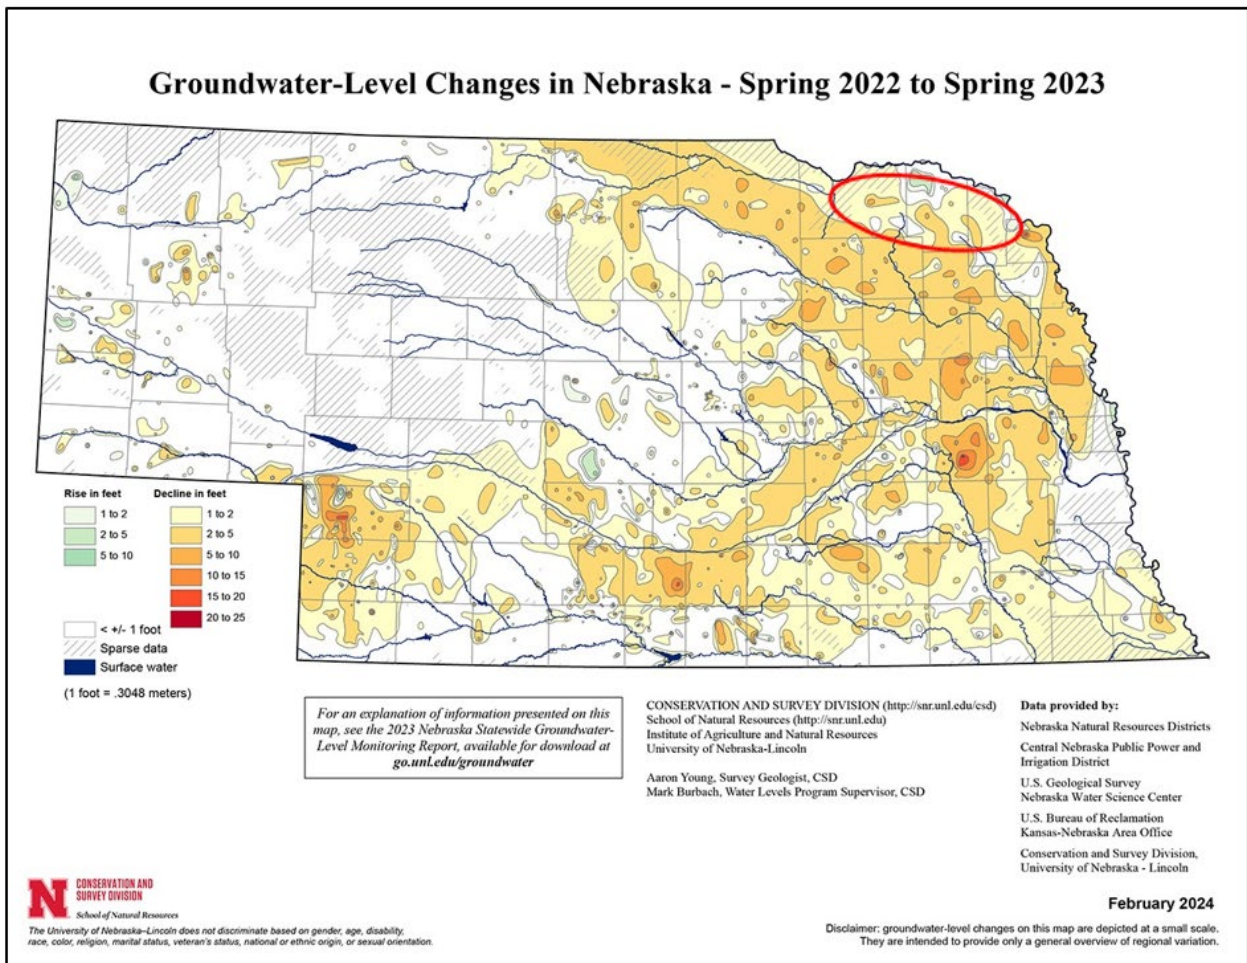 Groundwater-Level Changes in Nebraska - Spring 2022 to Spring 2023
Rise in feet
1 to 2
2 to 5
5 to 10
Decline in feet
1 to 2
2 to 5
5 to 10
10 to 15
15 to 20
20 to 25
< +/- 1 foot
Sparse data
Surface water
(1 foot = .3048 meters)
For an explanation of information presented on this
map, see the 2023 Nebraska Statewide Groundwater-
Level Monitoring Report, available for download at
go.unl.edu/groundwater
CONSERVATION AND SURVEY DIVISION (http://snr.unl.edu/csd)
School of Natural Resources (http://snr.unl.edu)
Institute of Agriculture and Natural Resources
University of Nebraska-Lincoln
Aaron Young, Survey Geologist, CSD
Mark Burbach, Water Levels Program Supervisor, CSD
Data provided by:
Nebraska Natural Resources Districts
Central Nebraska Public Power and
Irrigation District
U.S. Geological Survey
Nebraska Water Science Center
U.S. Bureau of Reclamation
Kansas-Nebraska Area Office
Conservation and Survey Division,
University of Nebraska - Lincoln
N
CONSERVATION AND
SURVEY DIVISION
School of Natural Resources
The University of Nebraska–Lincoln does not discriminate based on gender, age, disability,
race, color, religion, marital status, veteran's status, national or ethnic origin, or sexual orientation.
February 2024
Disclaimer: groundwater-level changes on this map are depicted at a small scale.
They are intended to provide only a general overview of regional variation.